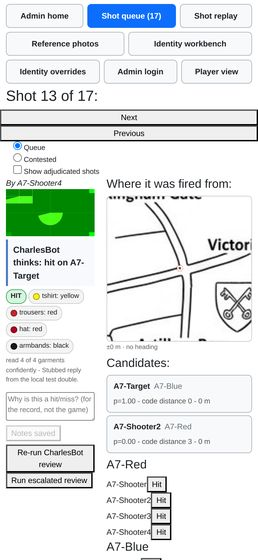 Admin home
Shot queue (17)
Shot replay
Reference photos
Identity workbench
Identity overrides
Admin login
Player view
Shot 13 of 17:
Next
Previous
Queue
Contested
Show adjudicated shots
By A7-Shooter4
CharlesBot
thinks: hit on A7-
Target
HIT
tshirt: yellow
trousers: red
hat: red
armbands: black
read 4 of 4 garments
confidently - Stubbed reply
from the local test double.
Why is this a hit/miss? (for
the record, not the game)
Notes saved
Re-run CharlesBot
review
Run escalated review
Where it was fired from:
Victori
±0 m · no heading
Candidates:
A7-Target A7-Blue
p=1.00 - code distance 0 - 0 m
A7-Shooter2 A7-Red
p=0.00 - code distance 3 - 0 m
A7-Red
A7-Shooter Hit
A7-Shooter2 Hit
A7-Shooter3 Hit
A7-Shooter4 Hit
A7-Blue